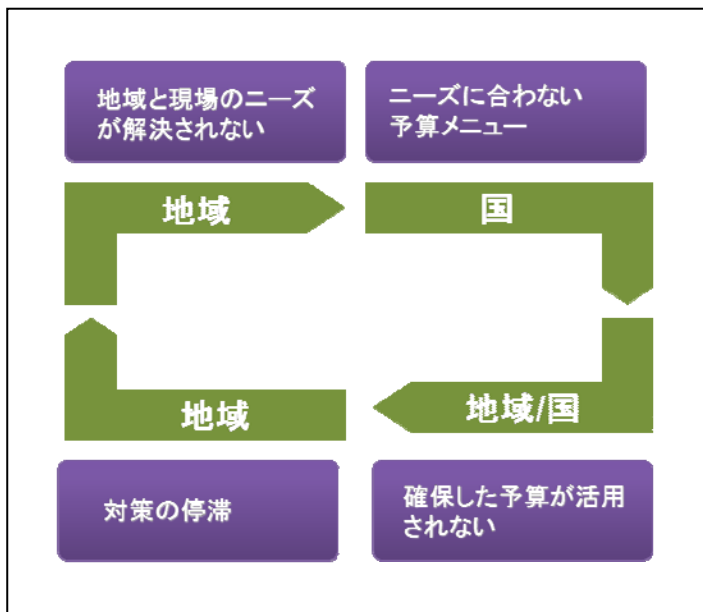 地域と現場のニーズ
が解決されない
ニーズに合わない
予算メニュー
地域
国
地域
地域/国
対策の停滞
確保した予算が活用
されない